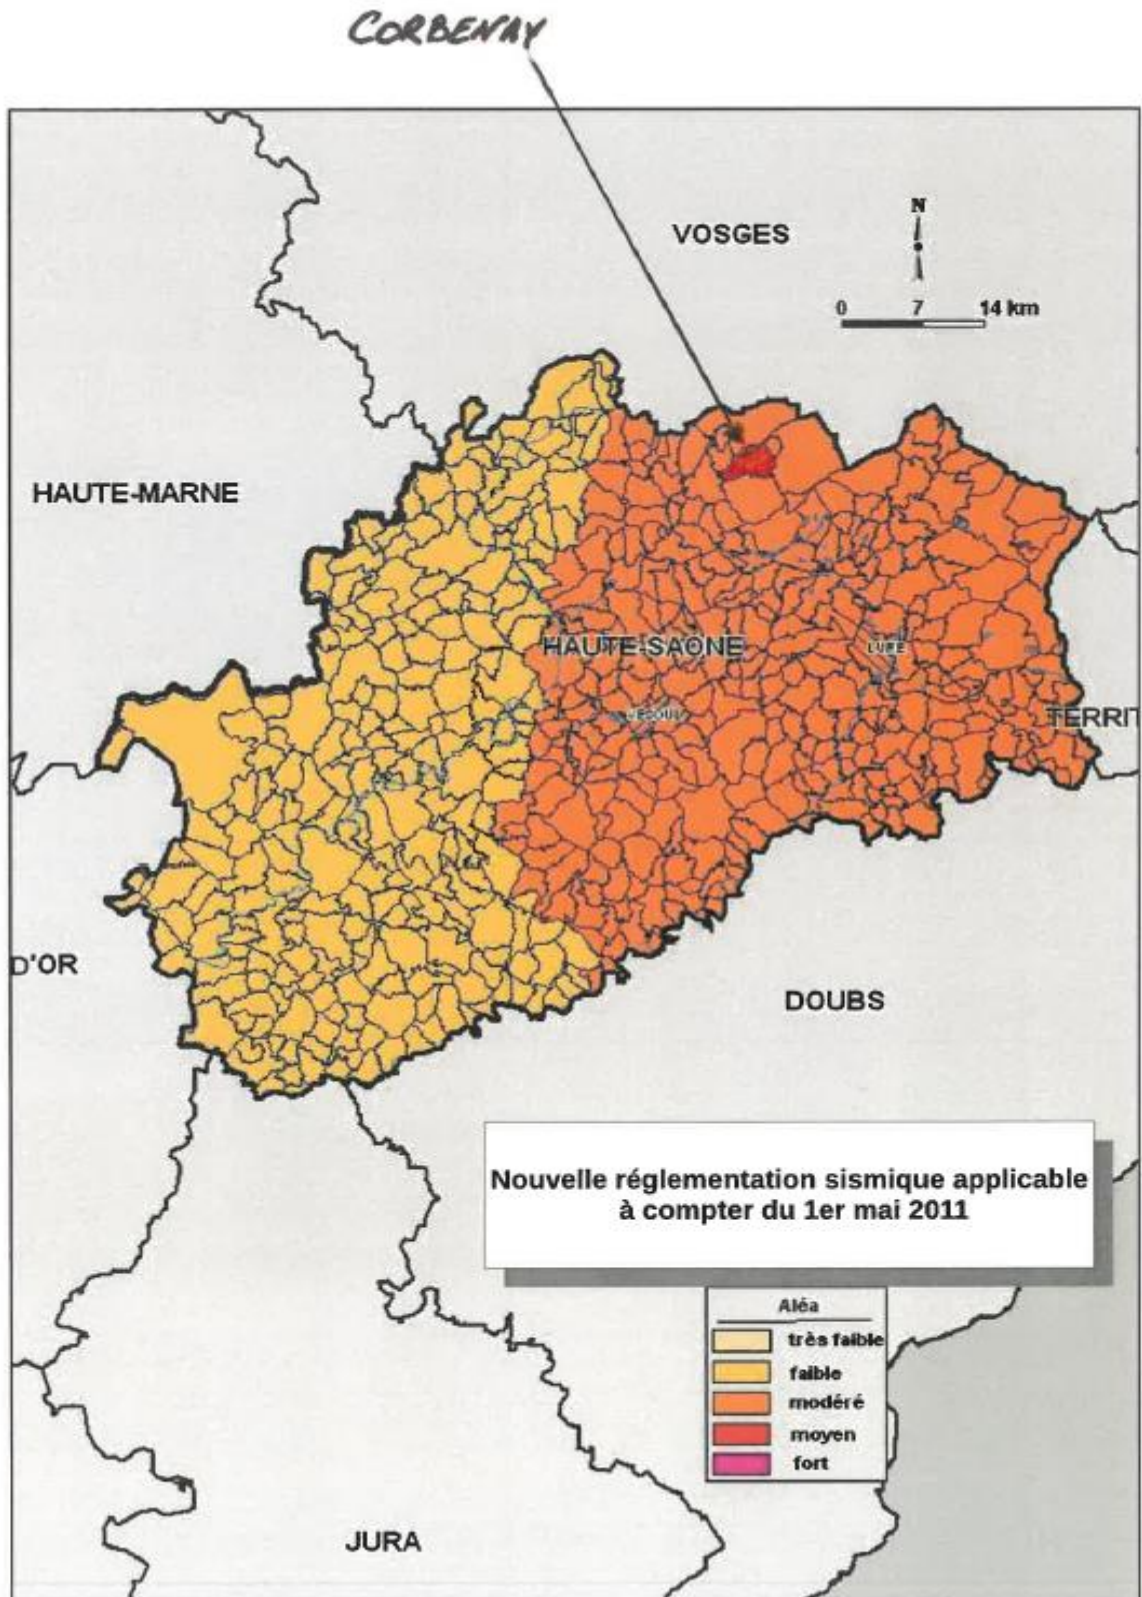 CORBENAY
VOSGES
N
0 7 14 km
HAUTE-MARNE
HAUTE-SAONE
LURE
VESOUL
TERRIT
D'OR
DOUBS
Nouvelle réglementation sismique applicable
à compter du 1er mai 2011
Aléa
très faible
faible
modéré
moyen
fort
JURA